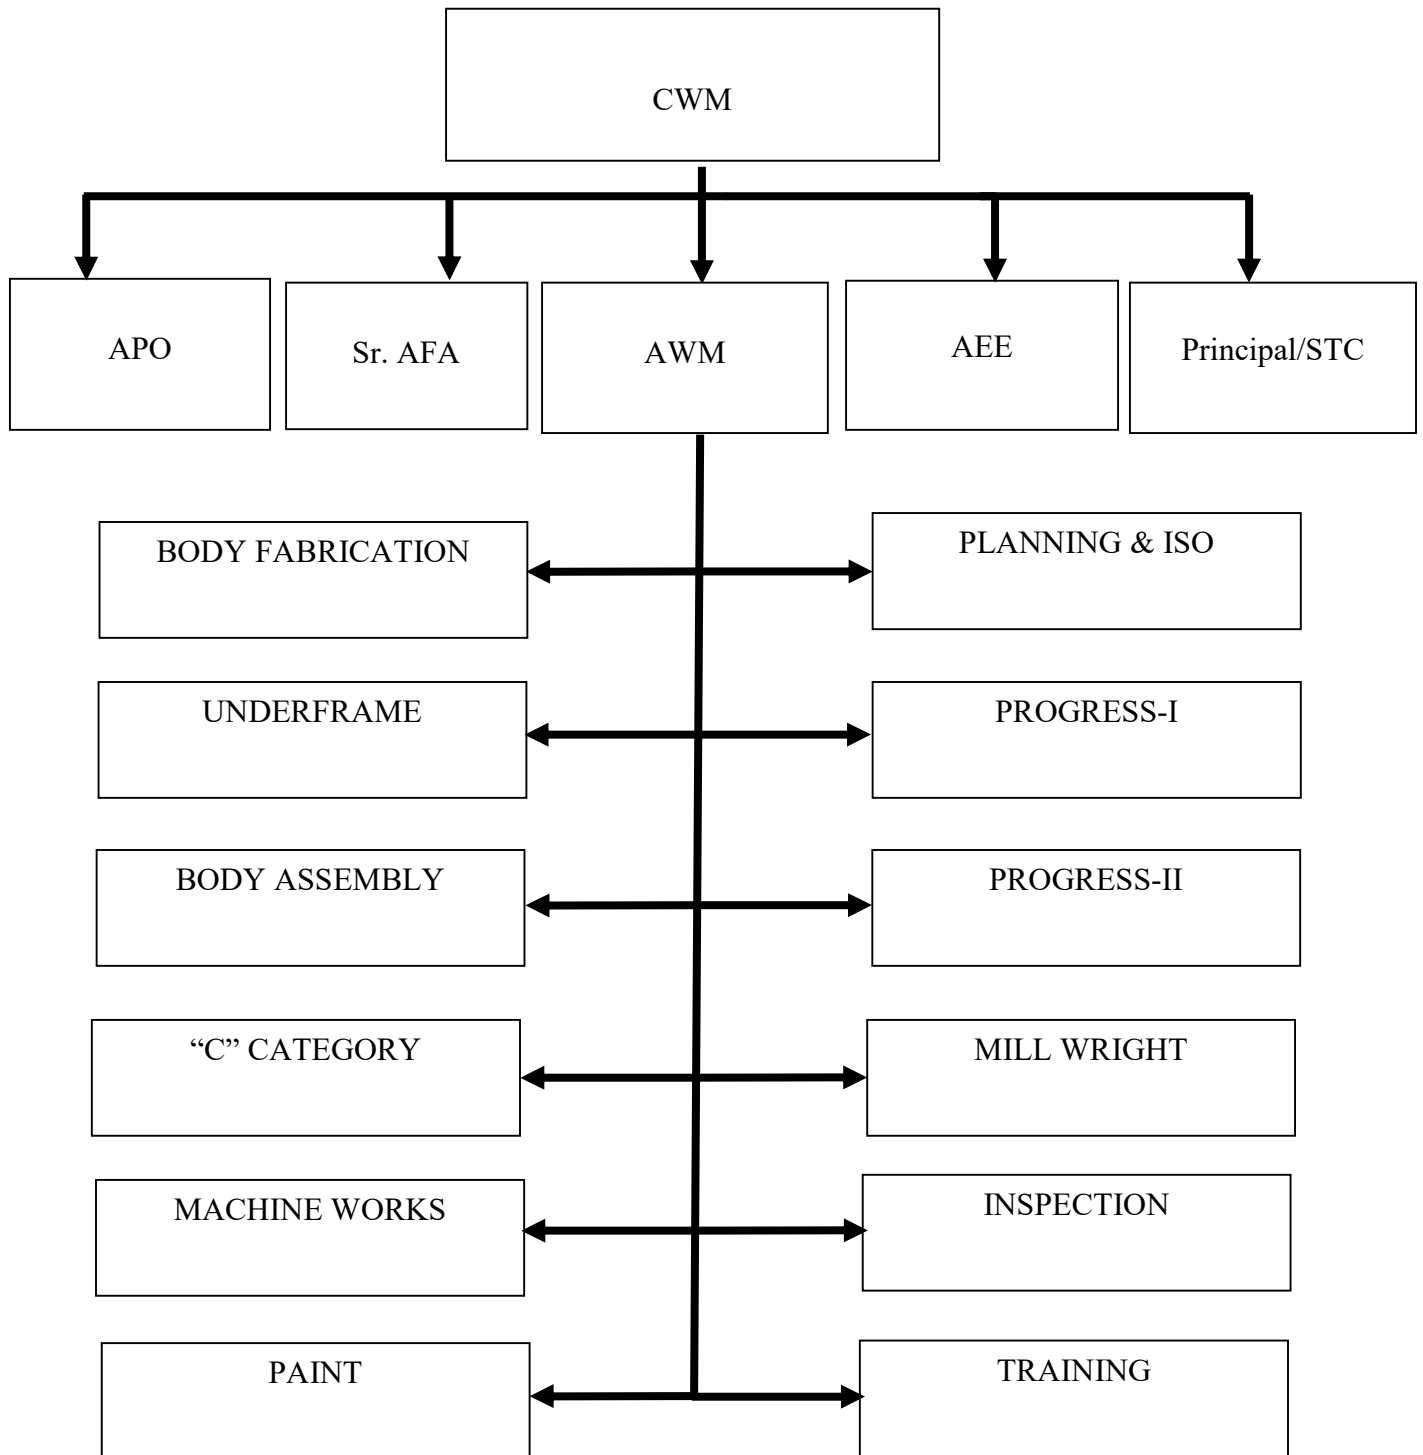 CWM
APO
Sr. AFA
AWM
AEE
Principal/STC
BODY FABRICATION
PLANNING & ISO
UNDERFRAME
PROGRESS-I
BODY ASSEMBLY
PROGRESS-II
“C” CATEGORY
MILL WRIGHT
MACHINE WORKS
INSPECTION
PAINT
TRAINING